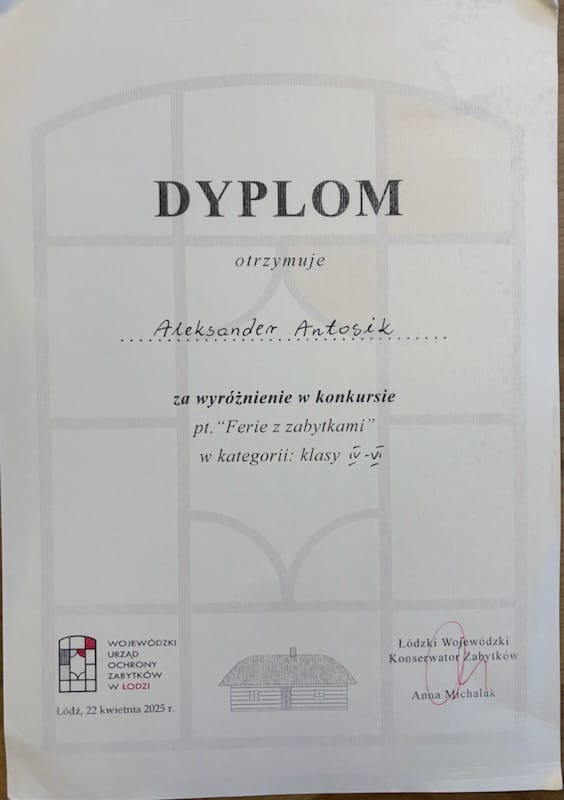 DYPLOM
otrzymuje
Aleksander Antosik
za wyróżnienie w konkursie
pt.“Ferie z zabytkami”
w kategorii: klasy IV-VI
WOJEWÓDZKI
URZĄD
OCHRONY
ZABYTKÓW
W ŁODZI
Łódź, 22 kwietnia 2025 r.
Łódzki Wojewódzki
Konserwator Zabytków
Anna Michalak